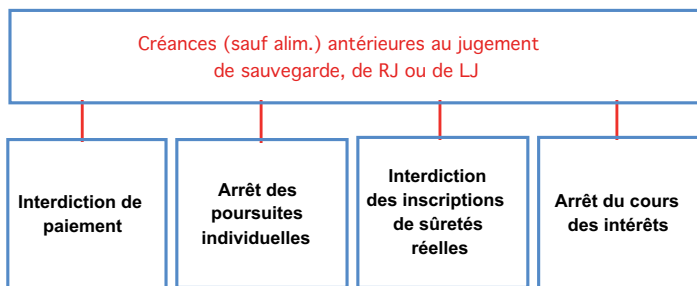 Créances (sauf alim.) antérieures au jugement
de sauvegarde, de RJ ou de LJ
Interdiction de
paiement
Arrêt des
poursuites
individuelles
Interdiction
des inscriptions
de sûretés
réelles
Arrêt du cours
des intérêts